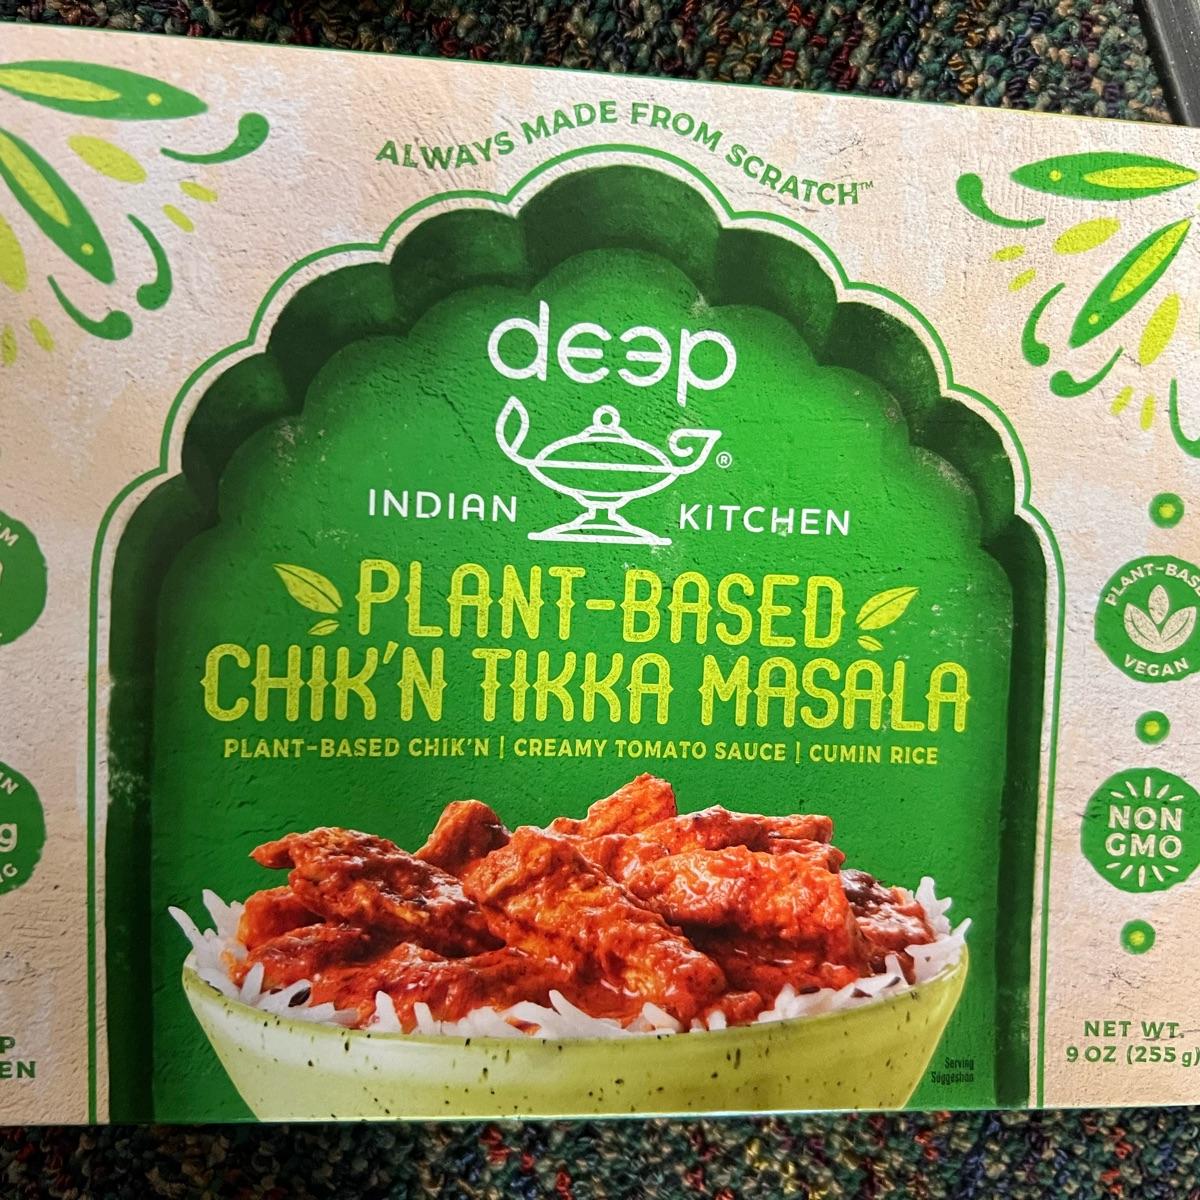 ALWAYS MADE FROM SCRATCH™
deep
INDIAN KITCHEN
®
PLANT-BASED
CHIK'N TIKKA MASALA
PLANT-BASED CHIK'N | CREAMY TOMATO SAUCE | CUMIN RICE
VEGAN
NON
GMO
NET WT.
9 OZ (255 g)
Serving
Suggestion